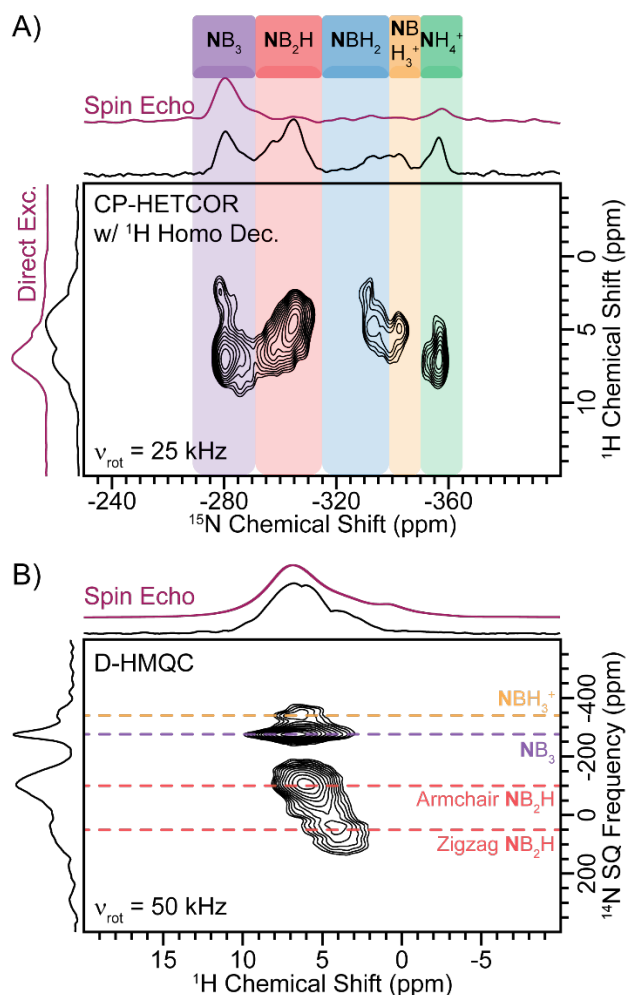 A)
NB₃
NB₂H
NBH₂
NB
H₃⁺
NH₄⁺
Spin Echo
Direct Exc.
CP-HETCOR
w/ ¹H Homo Dec.
νrot = 25 kHz
0
5
10
¹H Chemical Shift (ppm)
-240
-280
-320
-360
¹⁵N Chemical Shift (ppm)
B)
Spin Echo
D-HMQC
NBH₃⁺
NB₃
Armchair NB₂H
Zigzag NB₂H
νrot = 50 kHz
-400
-200
0
200
¹⁴N SQ Frequency (ppm)
15
10
5
0
-5
¹H Chemical Shift (ppm)